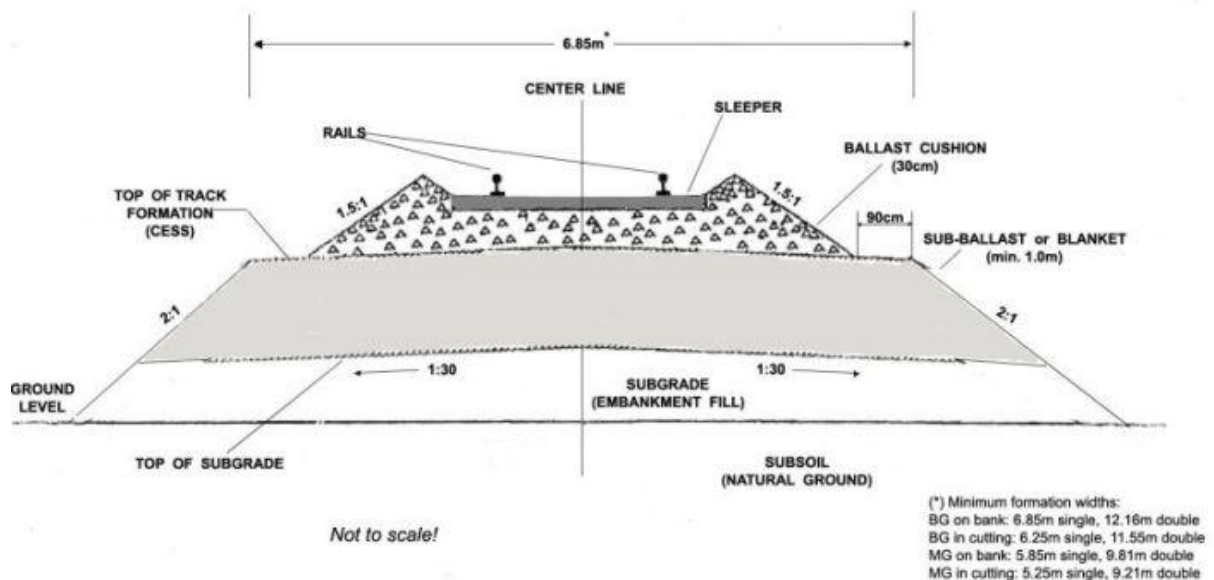 6.85m*
CENTER LINE
SLEEPER
RAILS
BALLAST CUSHION
(30cm)
TOP OF TRACK
FORMATION
(CESS)
1.5:1
1.5:1
90cm
SUB-BALLAST or BLANKET
(min. 1.0m)
2:1
2:1
1:30
1:30
GROUND
LEVEL
SUBGRADE
(EMBANKMENT FILL)
TOP OF SUBGRADE
SUBSOIL
(NATURAL GROUND)
Not to scale!
(*) Minimum formation widths:
BG on bank: 6.85m single, 12.16m double
BG in cutting: 6.25m single, 11.55m double
MG on bank: 5.85m single, 9.81m double
MG in cutting: 5.25m single, 9.21m double